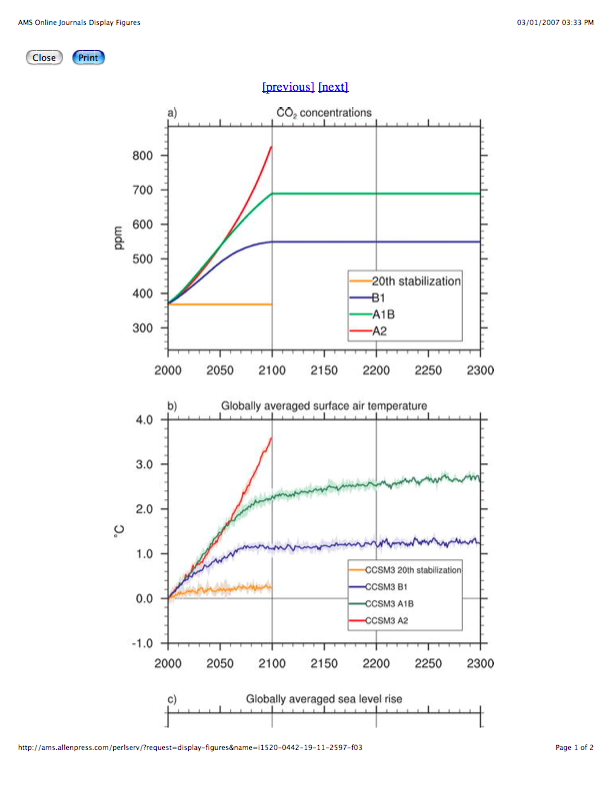 AMS Online Journals Display Figures 03/01/2007 03:33 PM
Close Print
[previous] [next]
a) CO₂ concentrations
800
700
600
500
400
300
ppm
20th stabilization
B1
A1B
A2
2000 2050 2100 2150 2200 2250 2300
b) Globally averaged surface air temperature
4.0
3.0
2.0
1.0
0.0
-1.0
°C
CCSM3 20th stabilization
CCSM3 B1
CCSM3 A1B
CCSM3 A2
2000 2050 2100 2150 2200 2250 2300
c) Globally averaged sea level rise
http://ams.allenpress.com/perlserv/?request=display-figures&name=i1520-0442-19-11-2597-f03 Page 1 of 2